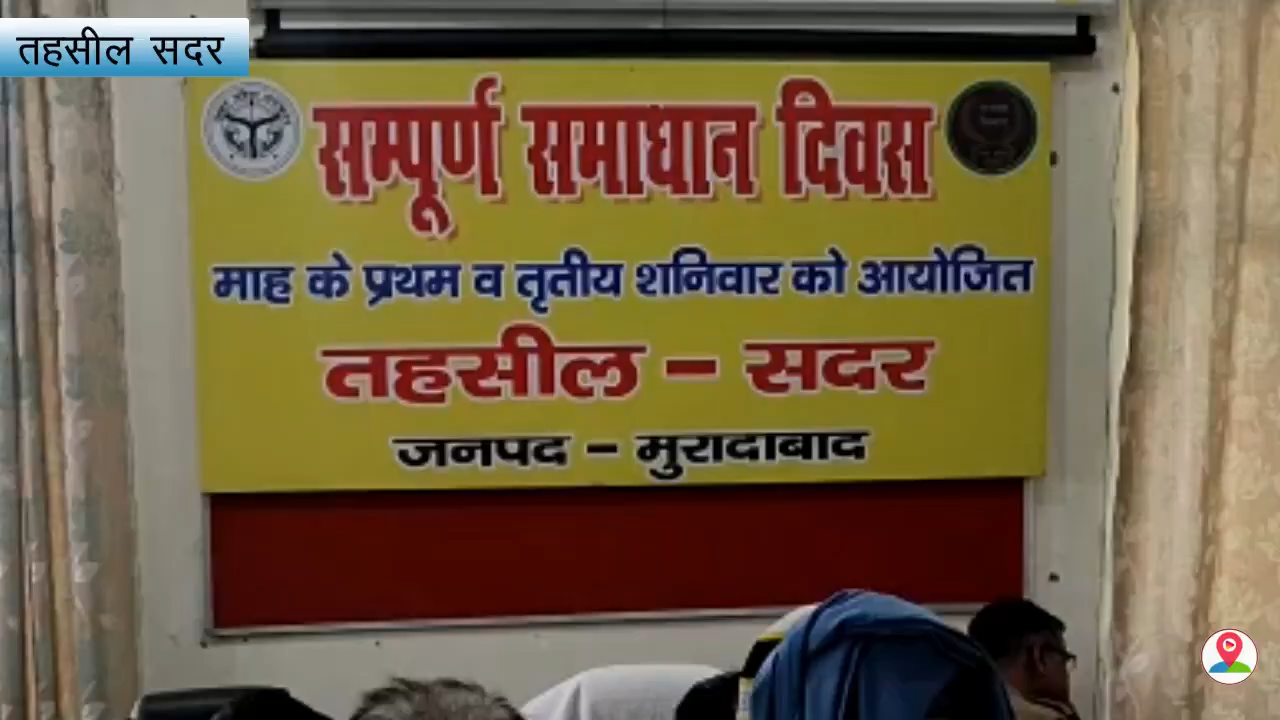 तहसील सदर
सम्पूर्ण समाधान दिवस
माह के प्रथम व तृतीय शनिवार को आयोजित
तहसील - सदर
जनपद - मुरादाबाद